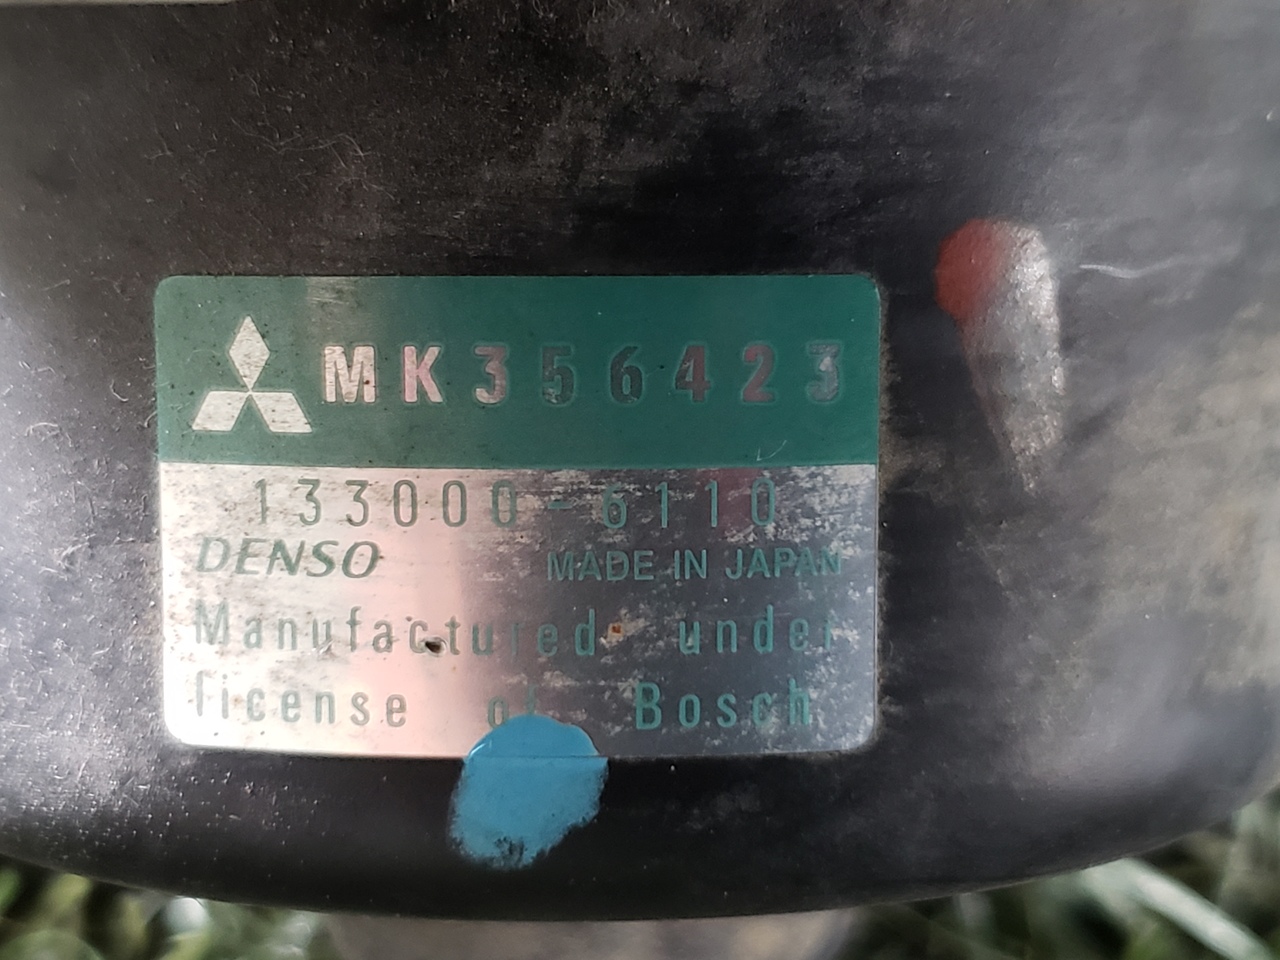 MK356423
133000-6110
DENSO MADE IN JAPAN
Manufactured under
license of Bosch